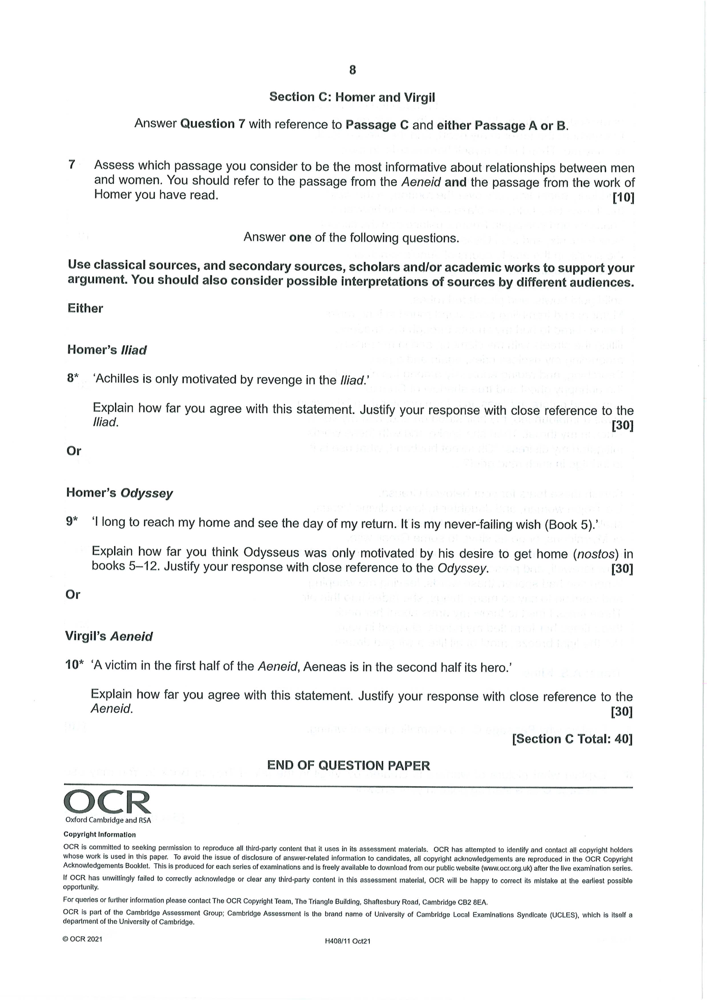 8
Section C: Homer and Virgil
Answer Question 7 with reference to Passage C and either Passage A or B.
7 Assess which passage you consider to be the most informative about relationships between men
and women. You should refer to the passage from the Aeneid and the passage from the work of
Homer you have read. [10]
Answer one of the following questions.
Use classical sources, and secondary sources, scholars and/or academic works to support your
argument. You should also consider possible interpretations of sources by different audiences.
Either
Homer's Iliad
8* 'Achilles is only motivated by revenge in the Iliad.'
Explain how far you agree with this statement. Justify your response with close reference to the
Iliad. [30]
Or
Homer's Odyssey
9* 'I long to reach my home and see the day of my return. It is my never-failing wish (Book 5).'
Explain how far you think Odysseus was only motivated by his desire to get home (nostos) in
books 5–12. Justify your response with close reference to the Odyssey. [30]
Or
Virgil's Aeneid
10* 'A victim in the first half of the Aeneid, Aeneas is in the second half its hero.'
Explain how far you agree with this statement. Justify your response with close reference to the
Aeneid. [30]
[Section C Total: 40]
END OF QUESTION PAPER
OCR
Oxford Cambridge and RSA
Copyright Information
OCR is committed to seeking permission to reproduce all third-party content that it uses in its assessment materials. OCR has attempted to identify and contact all copyright holders
whose work is used in this paper. To avoid the issue of disclosure of answer-related information to candidates, all copyright acknowledgements are reproduced in the OCR Copyright
Acknowledgements Booklet. This is produced for each series of examinations and is freely available to download from our public website (www.ocr.org.uk) after the live examination series.
If OCR has unwittingly failed to correctly acknowledge or clear any third-party content in this assessment material, OCR will be happy to correct its mistake at the earliest possible
opportunity.
For queries or further information please contact The OCR Copyright Team, The Triangle Building, Shaftesbury Road, Cambridge CB2 8EA.
OCR is part of the Cambridge Assessment Group; Cambridge Assessment is the brand name of University of Cambridge Local Examinations Syndicate (UCLES), which is itself a
department of the University of Cambridge.
© OCR 2021
H408/11 Oct21